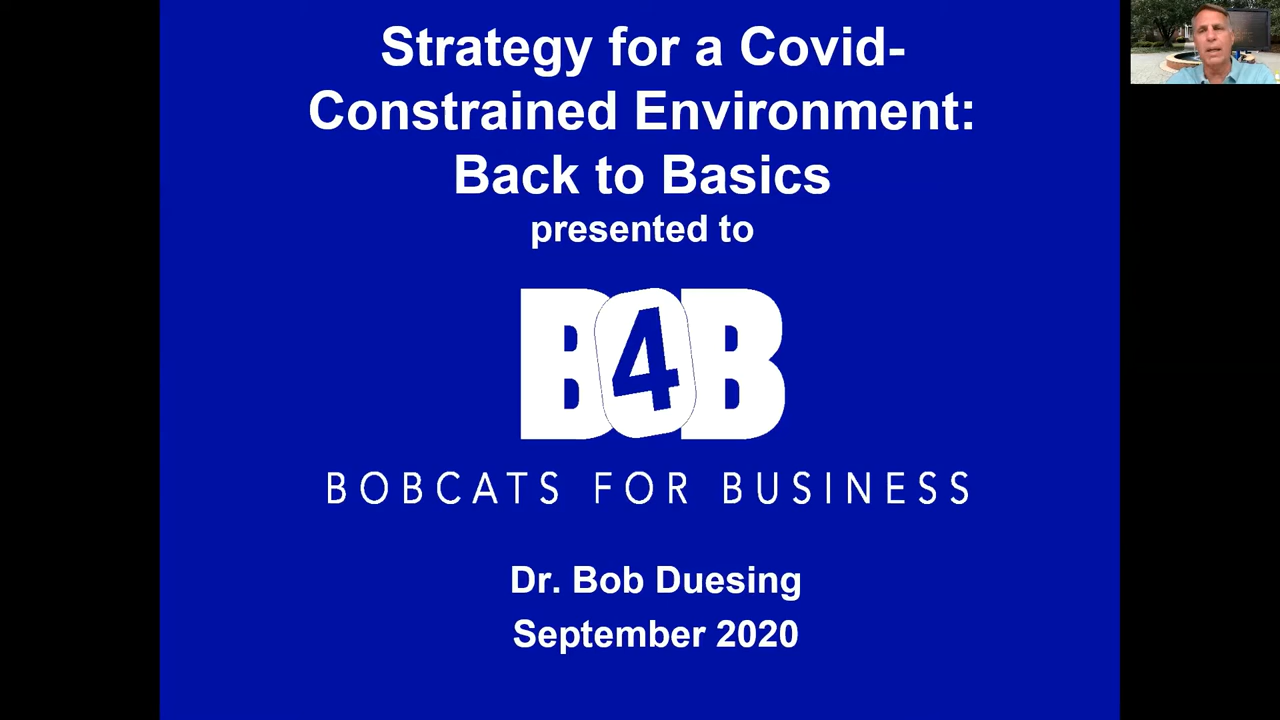 Strategy for a Covid-
Constrained Environment:
Back to Basics
presented to
B4B
BOBCATS FOR BUSINESS
Dr. Bob Duesing
September 2020